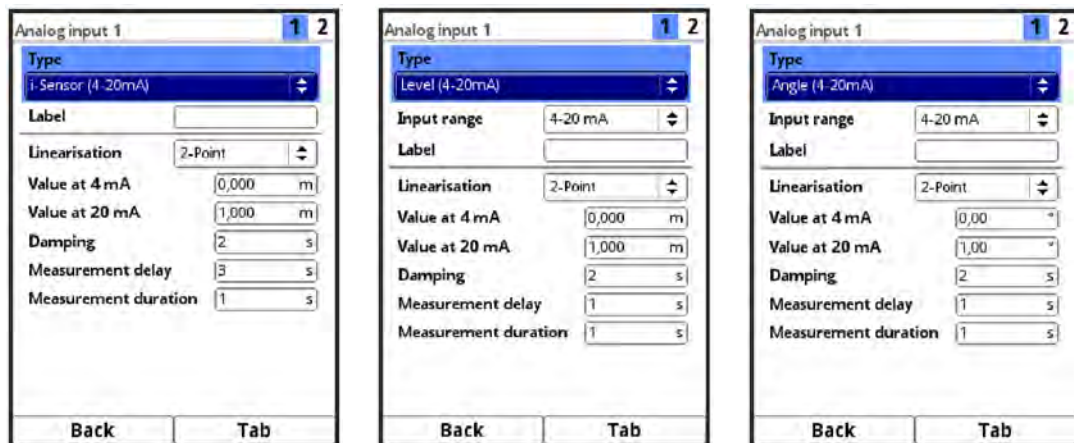 Analog input 1 1 2
Type
i-Sensor (4-20mA)
Label
Linearisation 2-Point
Value at 4 mA 0,000 m
Value at 20 mA 1,000 m
Damping 2 s
Measurement delay 3 s
Measurement duration 1 s
Back Tab
Analog input 1 1 2
Type
Level (4-20mA)
Input range 4-20 mA
Label
Linearisation 2-Point
Value at 4 mA 0,000 m
Value at 20 mA 1,000 m
Damping 2 s
Measurement delay 1 s
Measurement duration 1 s
Back Tab
Analog input 1 1 2
Type
Angle (4-20mA)
Input range 4-20 mA
Label
Linearisation 2-Point
Value at 4 mA 0,00 °
Value at 20 mA 1,00 °
Damping 2 s
Measurement delay 1 s
Measurement duration 1 s
Back Tab